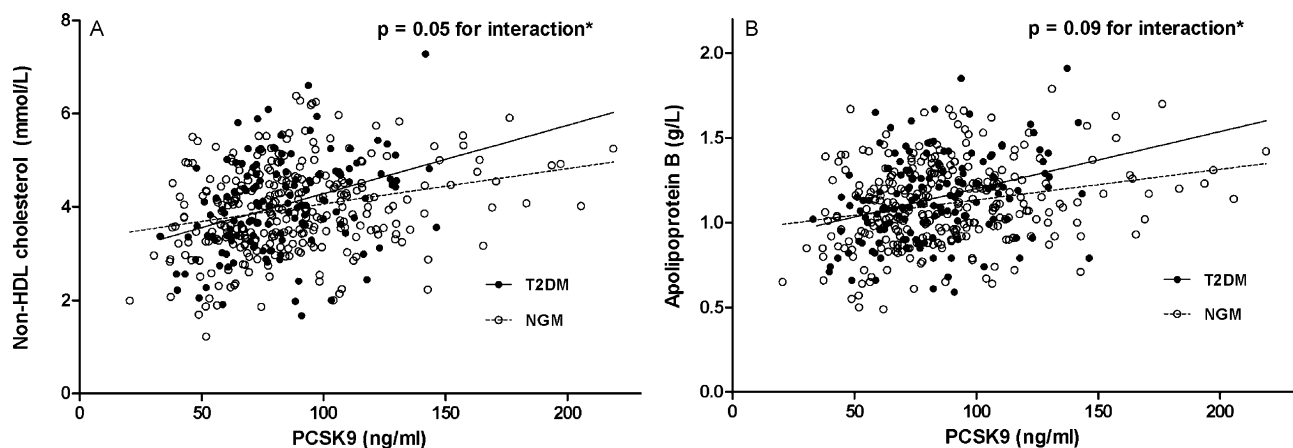 A
p = 0.05 for interaction*
8
6
4
2
0
Non-HDL cholesterol (mmol/L)
T2DM
NGM
0 50 100 150 200
PCSK9 (ng/ml)
B
p = 0.09 for interaction*
2.0
1.5
1.0
0.5
0.0
Apolipoprotein B (g/L)
T2DM
NGM
0 50 100 150 200
PCSK9 (ng/ml)